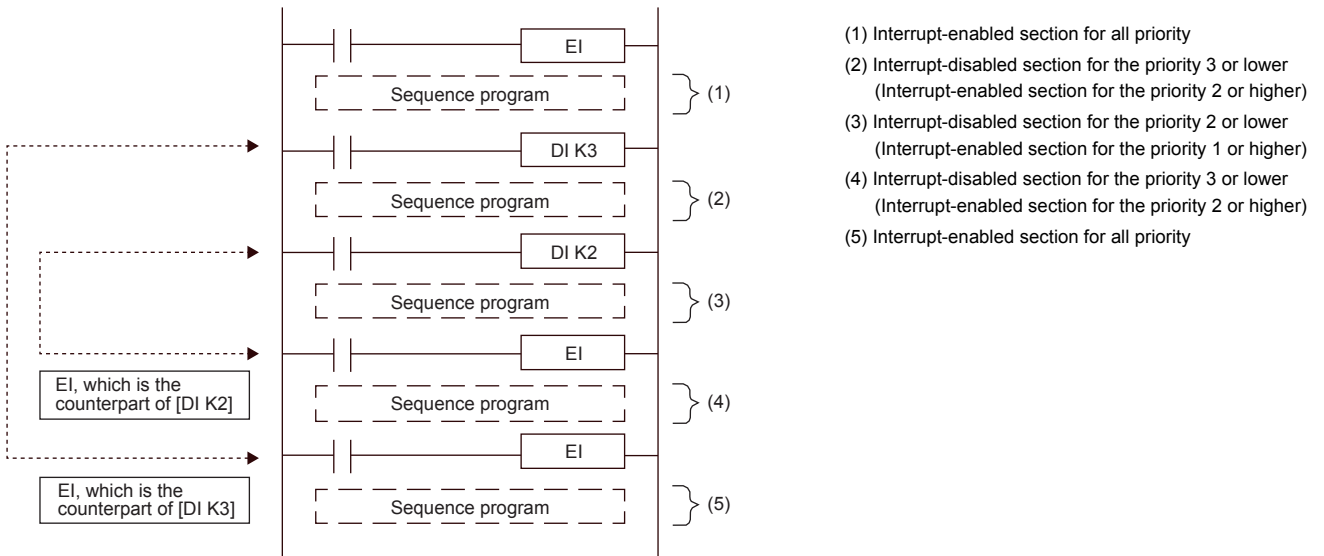 EI
Sequence program
(1)
DI K3
Sequence program
(2)
DI K2
Sequence program
(3)
EI
EI, which is the
counterpart of [DI K2]
Sequence program
(4)
EI
EI, which is the
counterpart of [DI K3]
Sequence program
(5)
(1) Interrupt-enabled section for all priority
(2) Interrupt-disabled section for the priority 3 or lower
(Interrupt-enabled section for the priority 2 or higher)
(3) Interrupt-disabled section for the priority 2 or lower
(Interrupt-enabled section for the priority 1 or higher)
(4) Interrupt-disabled section for the priority 3 or lower
(Interrupt-enabled section for the priority 2 or higher)
(5) Interrupt-enabled section for all priority